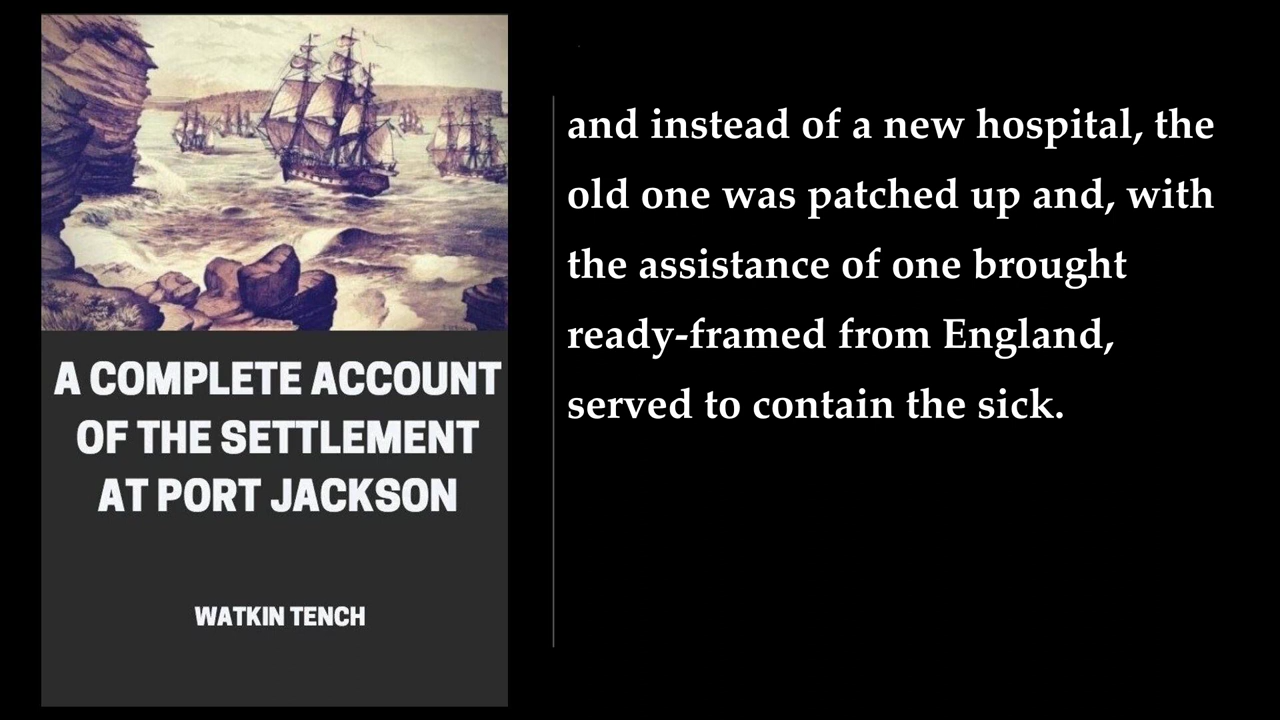 A COMPLETE ACCOUNT
OF THE SETTLEMENT
AT PORT JACKSON
WATKIN TENCH
and instead of a new hospital, the
old one was patched up and, with
the assistance of one brought
ready-framed from England,
served to contain the sick.